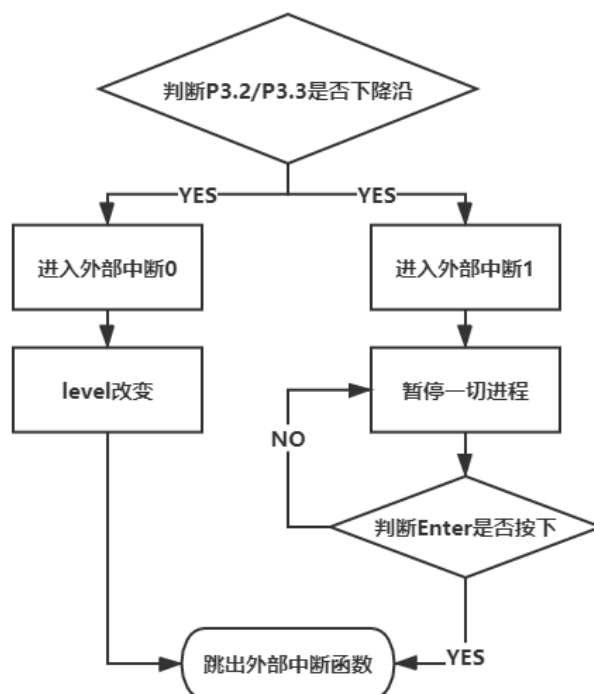 判断P3.2/P3.3是否下降沿
YES
YES
进入外部中断0
进入外部中断1
level改变
暂停一切进程
NO
判断Enter是否按下
YES
跳出外部中断函数